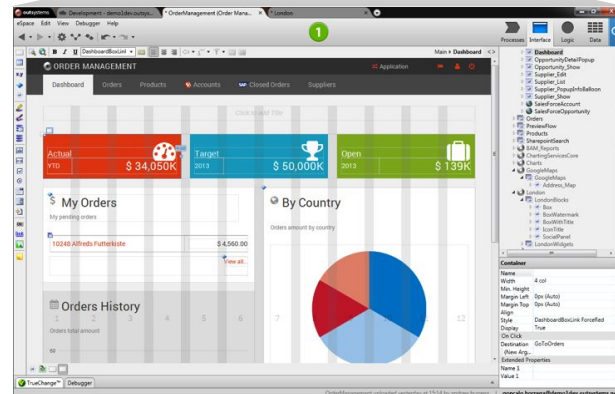 outsystems
Development - demo1dev.outsys...
*OrderManagement (Order Mana...
*London
eSpace Edit View Debugger Help
1
Processes Interface Logic Data
B I U DashboardBoxLink
Main ▸ Dashboard
ORDER MANAGEMENT
Application
Dashboard Orders Products Accounts Closed Orders Suppliers
Click to add Title
Actual
YTD
$ 34,050K
Target
2013
$ 50,000K
Open
2013
$ 139K
$ My Orders
My pending orders
10248 Alfreds Futterkiste $4,560.00
View all
By Country
Orders amount by country
Orders History
1 2 3 4 5 6 7 12
Orders total amount
Dashboard
OpportunityDetailPopup
Opportunity_Show
Supplier_Edit
Supplier_List
Supplier_PopupInfoBalloon
Supplier_Show
SalesForceAccount
SalesForceOpportunity
Orders
PreviewFlow
Products
SharepointSearch
BAM_Reports
ChartingServicesCore
Charts
GoogleMaps
GoogleMaps
Address_Map
London
LondonBlocks
Box
BoxWatermark
BoxWithTitle
IconTitle
SocialPanel
LondonWidgets
Container
Name
Width 4 col
Min. Height
Margin Left 0px (Auto)
Margin Top 0px (Auto)
Align
Style DashboardBoxLink ForceRed
Display True
On Click
Destination GoToOrders
(New Arg...
Extended Properties
Name 1
Value 1
TrueChange™ Debugger